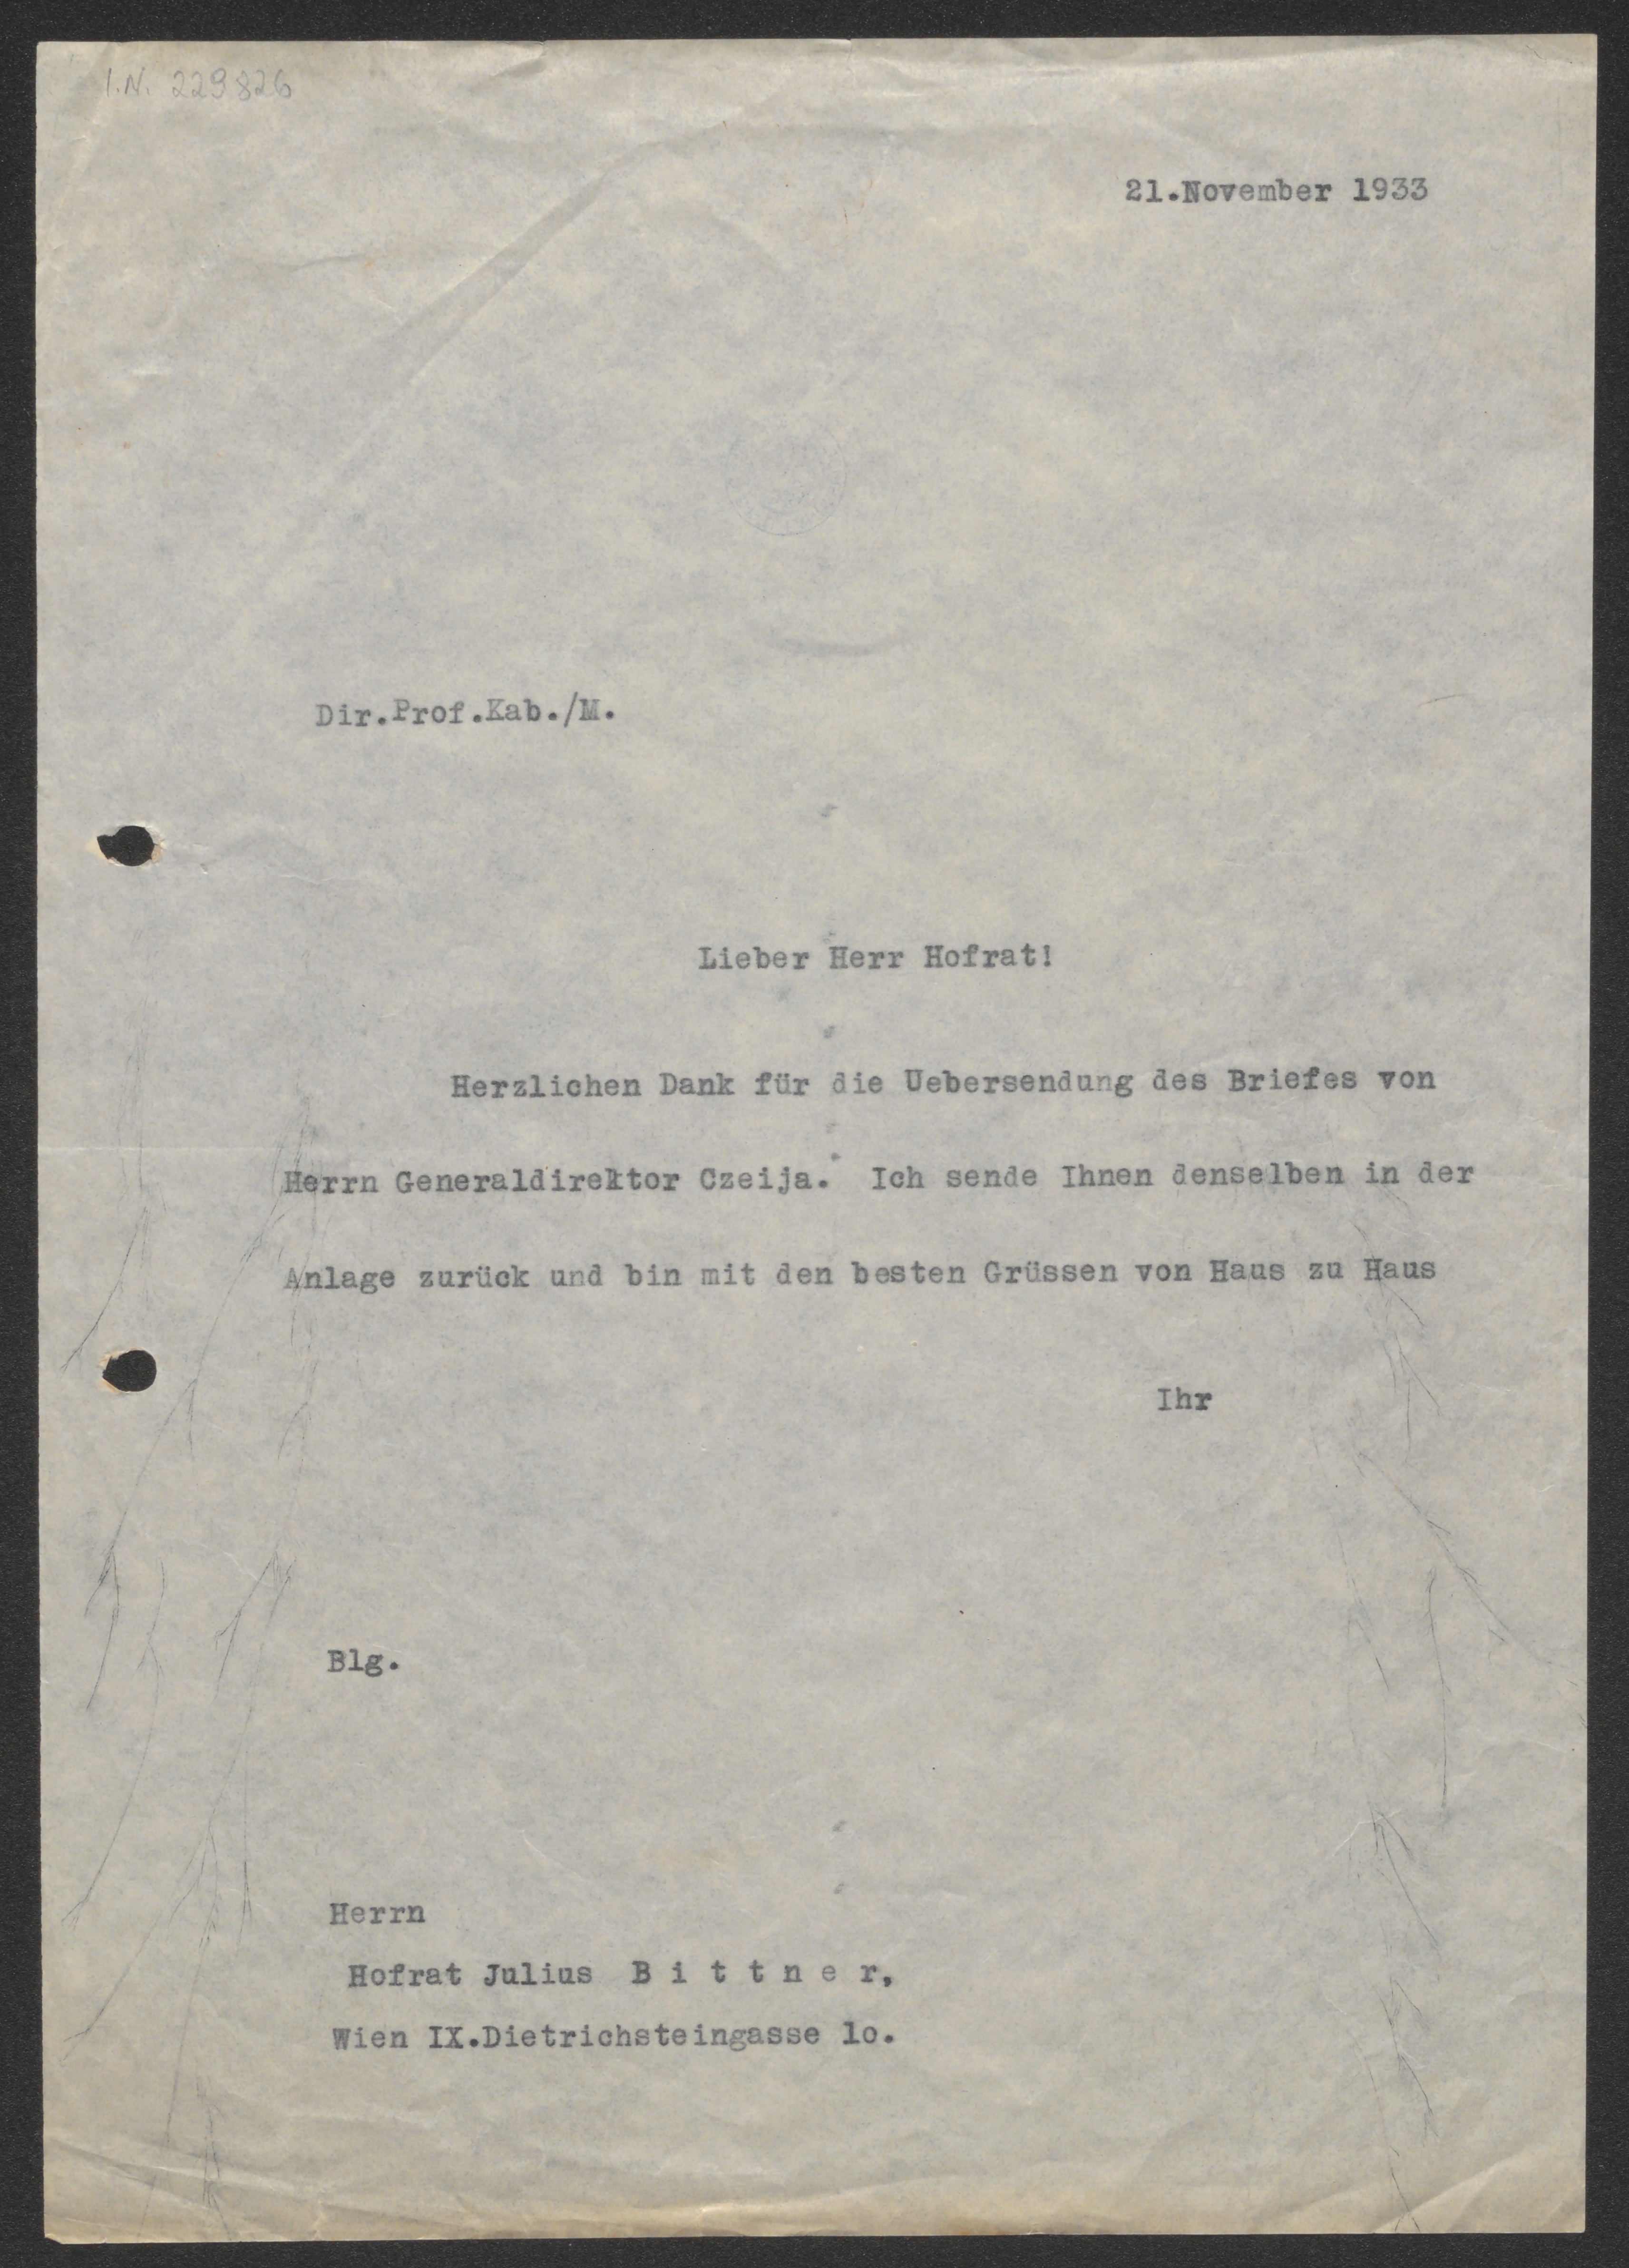 I.N. 229826
21.November 1933
Dir.Prof.Kab./M.
Lieber Herr Hofrat!
Herzlichen Dank für die Uebersendung des Briefes von
Herrn Generaldirektor Czeija. Ich sende Ihnen denselben in der
Anlage zurück und bin mit den besten Grüssen von Haus zu Haus
Ihr
Blg.
Herrn
Hofrat Julius B i t t n e r,
Wien IX.Dietrichsteingasse lo.